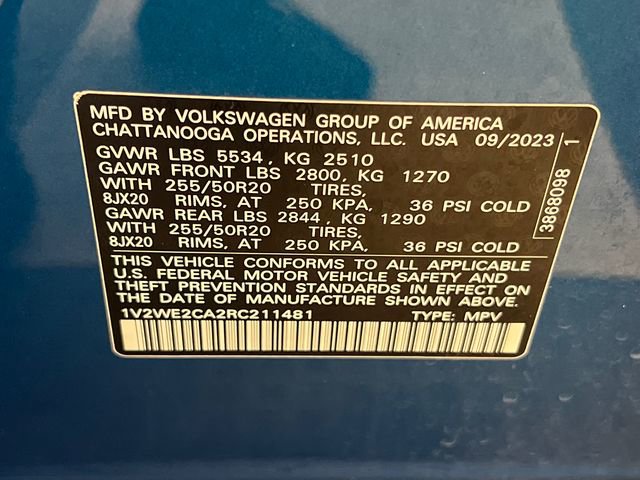 MFD BY VOLKSWAGEN GROUP OF AMERICA
CHATTANOOGA OPERATIONS, LLC. USA 09/2023
GVWR LBS 5534, KG 2510
GAWR FRONT LBS 2800, KG 1270
WITH 255/50R20 TIRES,
8JX20 RIMS, AT 250 KPA, 36 PSI COLD
GAWR REAR LBS 2844, KG 1290
WITH 255/50R20 TIRES,
8JX20 RIMS, AT 250 KPA, 36 PSI COLD
THIS VEHICLE CONFORMS TO ALL APPLICABLE
U.S. FEDERAL MOTOR VEHICLE SAFETY AND
THEFT PREVENTION STANDARDS IN EFFECT ON
THE DATE OF MANUFACTURE SHOWN ABOVE.
1V2WE2CA2RC211481 TYPE: MPV
3868098 1